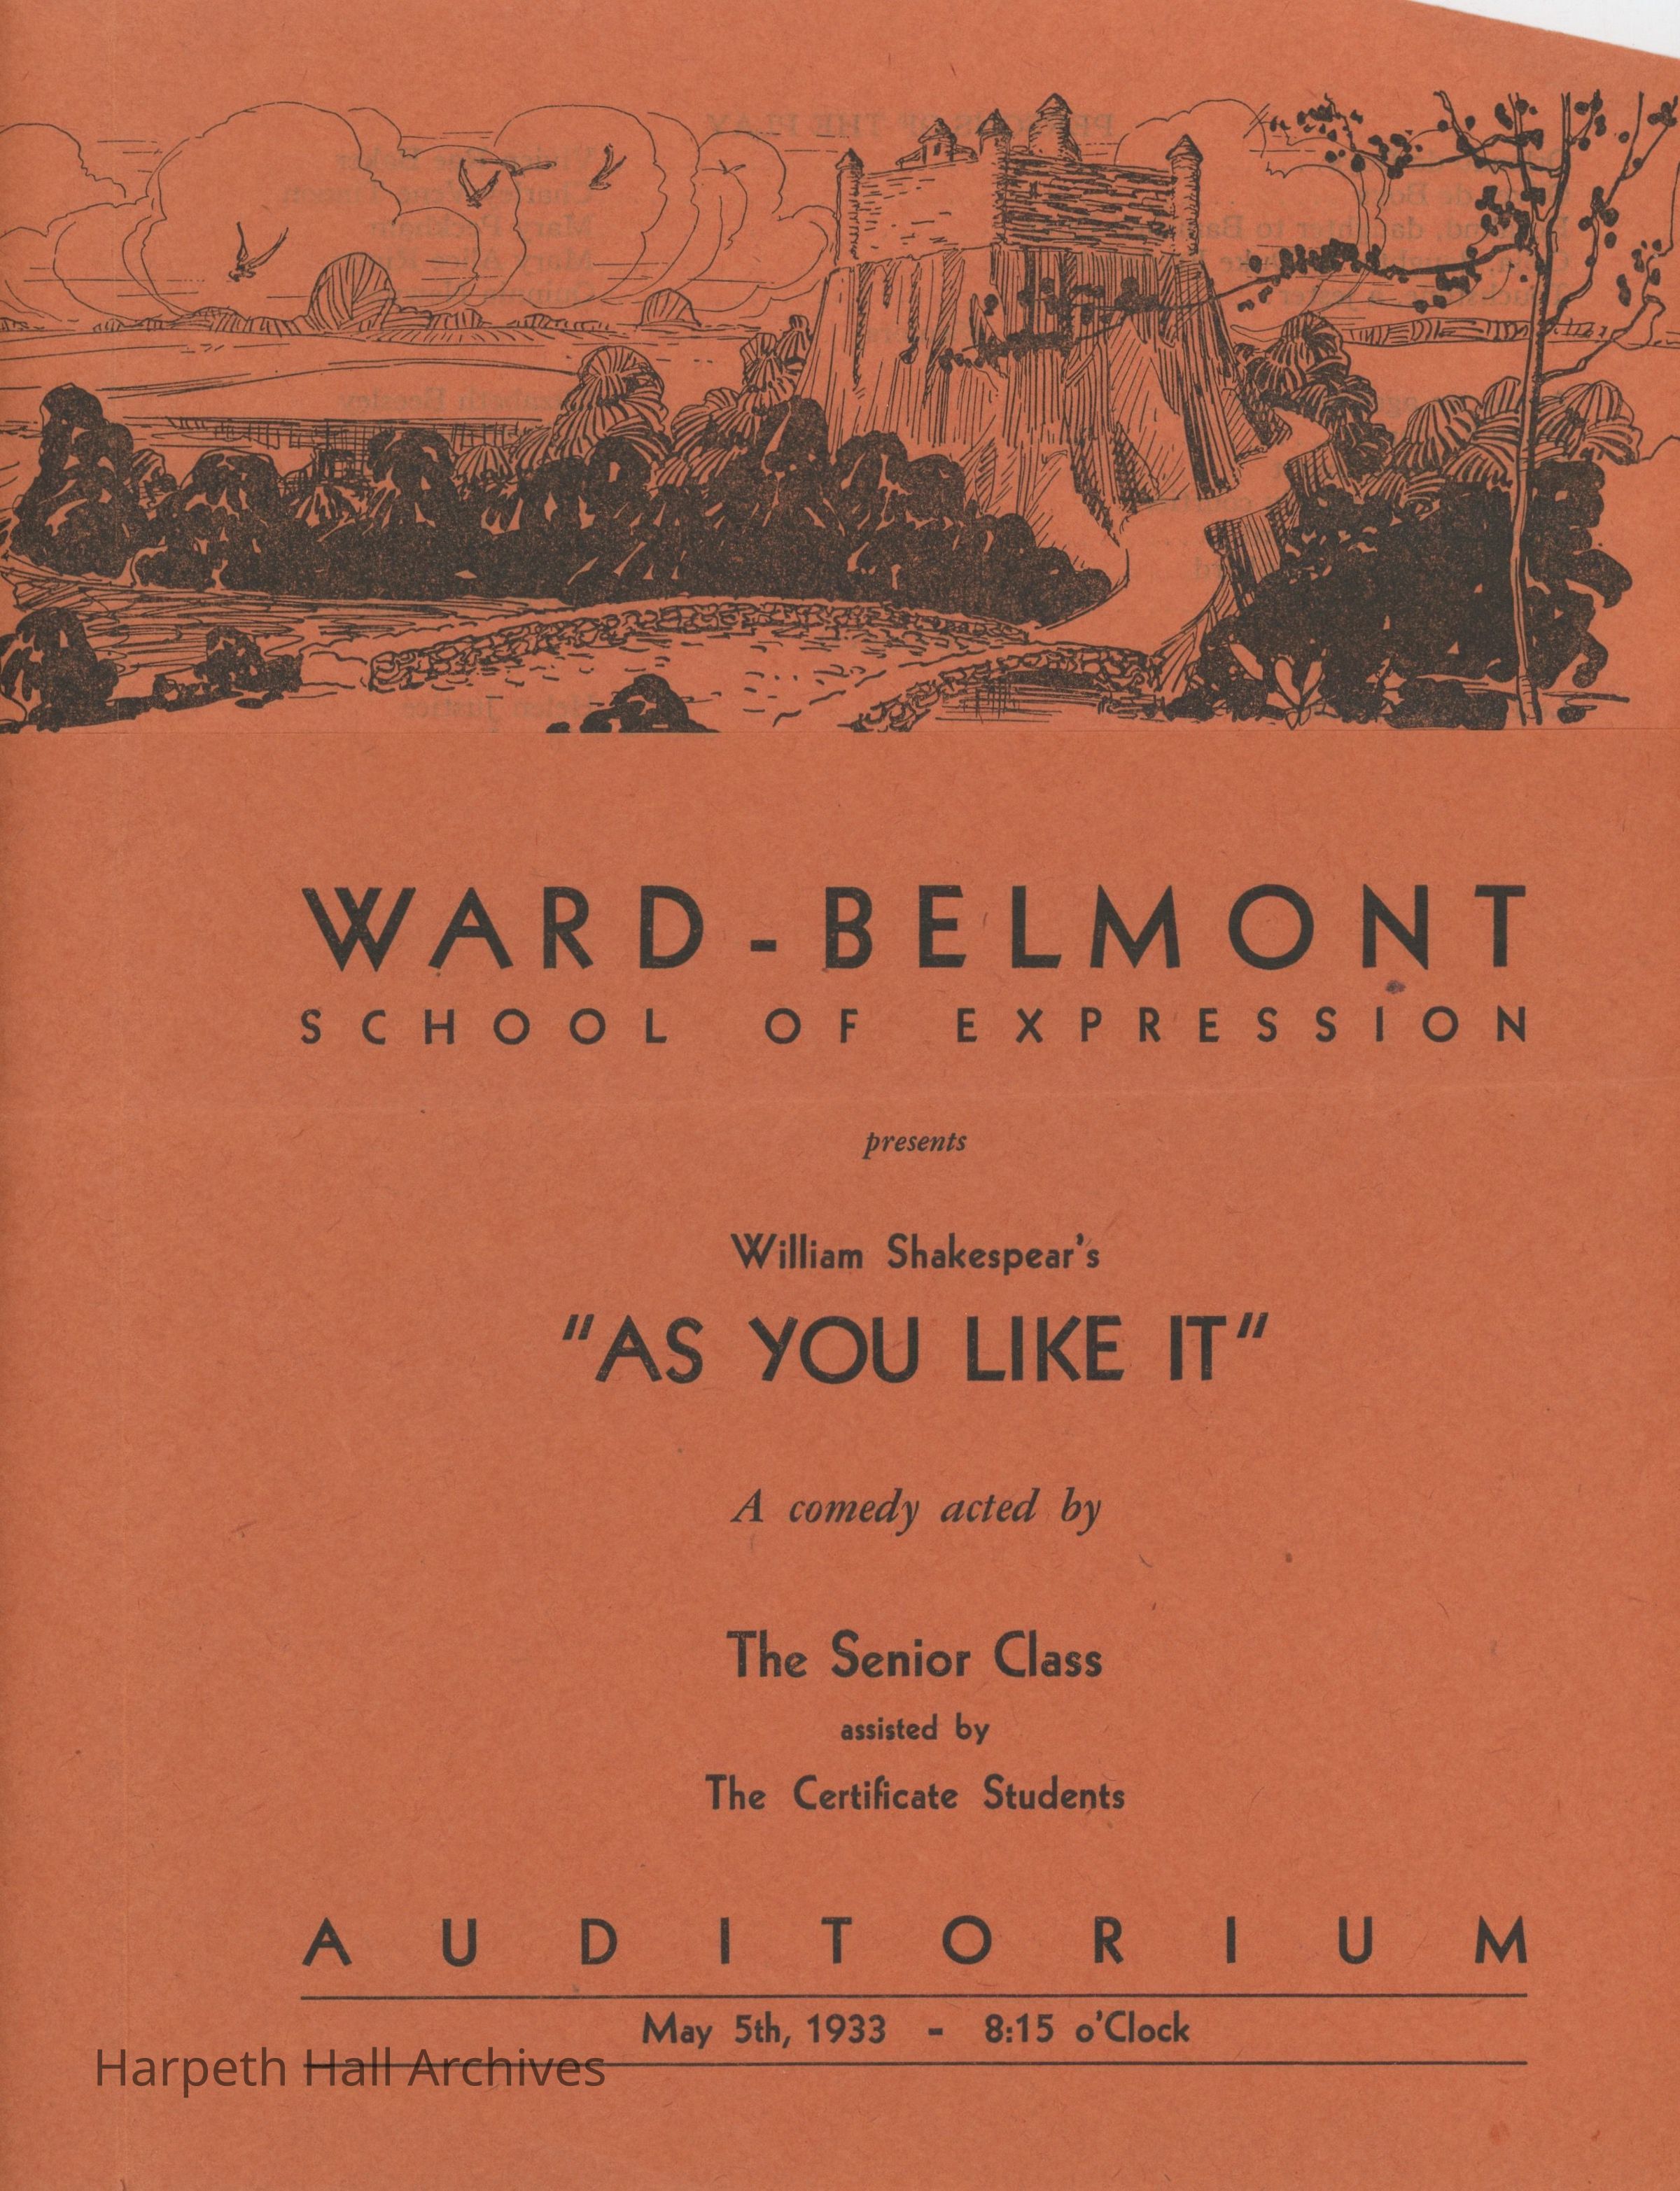 WARD-BELMONT
SCHOOL OF EXPRESSION
presents
William Shakespear's
"AS YOU LIKE IT"
A comedy acted by
The Senior Class
assisted by
The Certificate Students
AUDITORIUM
May 5th, 1933 - 8:15 o'Clock
Harpeth Hall Archives